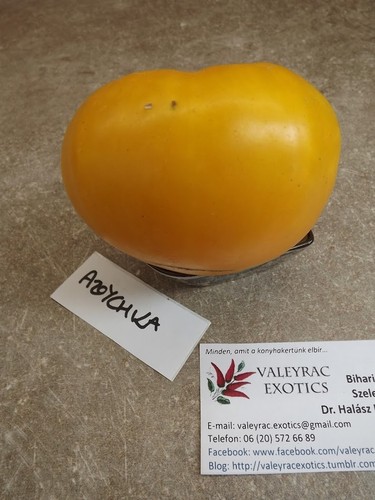 AZOYCHKA
Minden, amit a konyhakertünk elbír...
VALEYRAC
EXOTICS
Bihari
Szele
Dr. Halász
E-mail: valeyrac.exotics@gmail.com
Telefon: 06 (20) 572 66 89
Facebook: www.facebook.com/valeyrac
Blog: http://valeyracexotics.tumblr.com